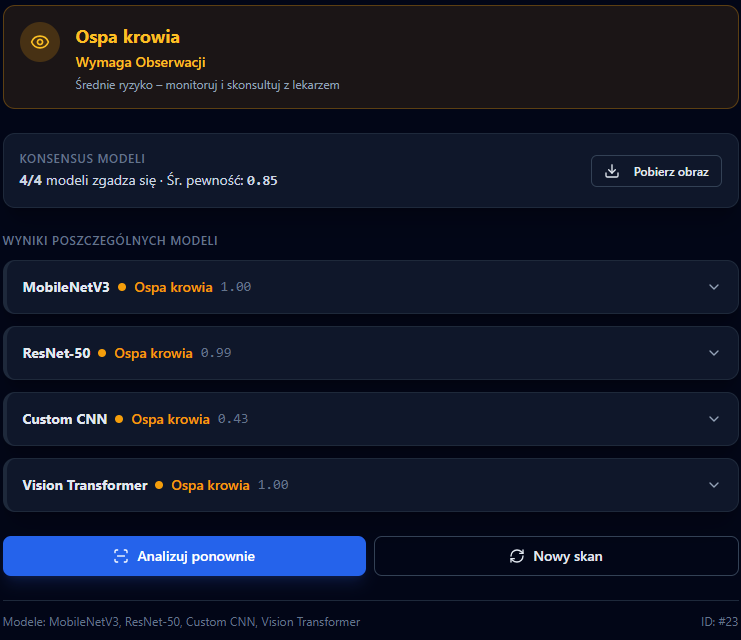 Ospa krowia
Wymaga Obserwacji
Średnie ryzyko – monitoruj i skonsultuj z lekarzem
KONSENSUS MODELI
4/4 modeli zgadza się · Śr. pewność: 0.85
Pobierz obraz
WYNIKI POSZCZEGÓLNYCH MODELI
MobileNetV3 Ospa krowia 1.00
ResNet-50 Ospa krowia 0.99
Custom CNN Ospa krowia 0.43
Vision Transformer Ospa krowia 1.00
Analizuj ponownie
Nowy skan
Modele: MobileNetV3, ResNet-50, Custom CNN, Vision Transformer
ID: #23